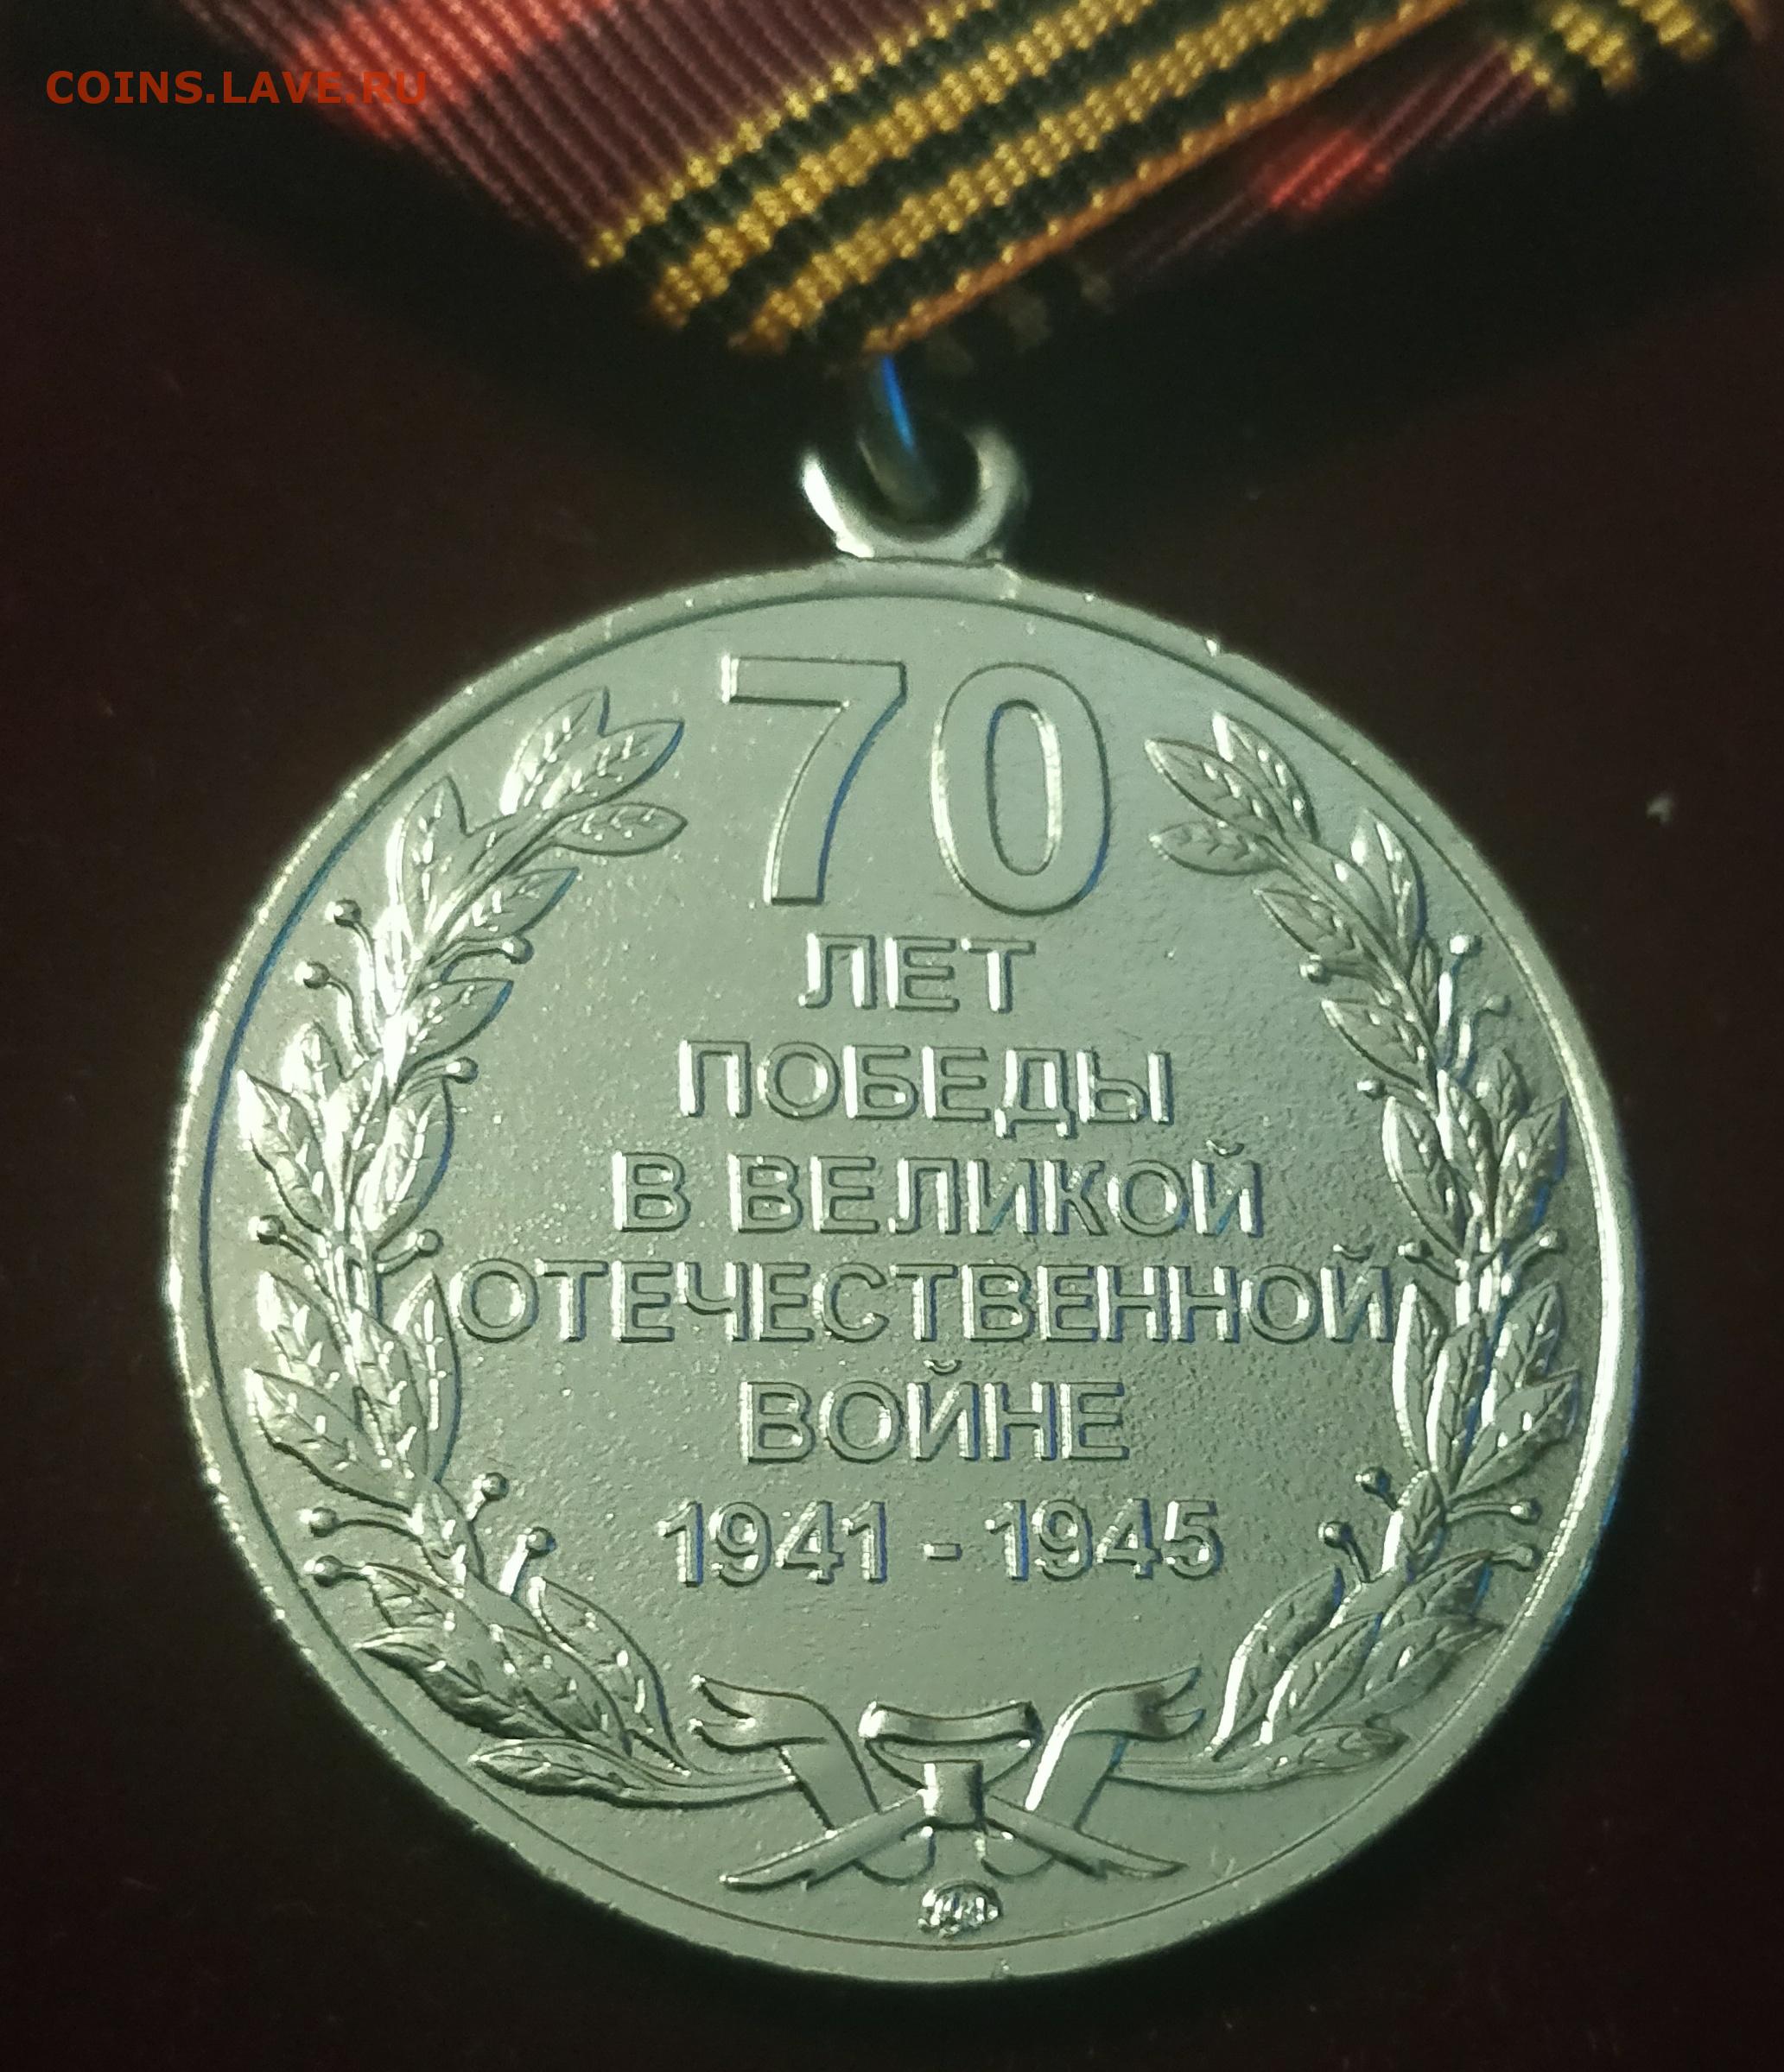 COINS.LAVE.RU
70
ЛЕТ
ПОБЕДЫ
В ВЕЛИКОЙ
ОТЕЧЕСТВЕННОЙ
ВОЙНЕ
1941 - 1945